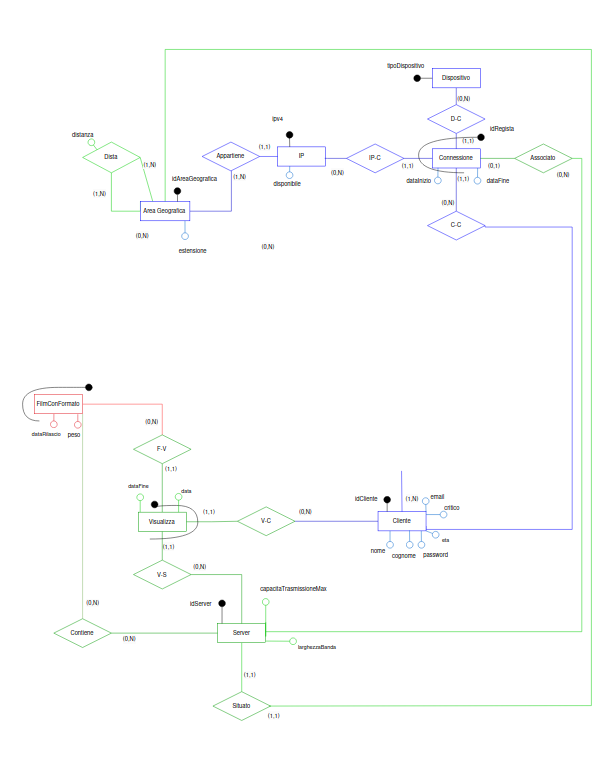 tipoDispositivo
Dispositivo
(0,N)
D-C
Ipv4
distanza
Dista
(1,N)
(1,N)
Appartiene
(1,1)
(1,N)
IP
disponibile
(0,N)
IP-C
(1,1)
idRegista
(1,1)
Connessione
(0,1)
Associato
(0,N)
dataInizio
(1,1)
dataFine
idAreaGeografica
Area Geografica
(0,N)
C-C
(0,N)
estensione
(0,N)
FilmConFormato
dataRilascio
peso
(0,N)
F-V
(1,1)
dataFine
data
Visualizza
(1,1)
(1,1)
V-C
(0,N)
idCliente
(1,N)
email
critico
Cliente
eta
nome
cognome
password
V-S
(0,N)
capacitaTrasmissioneMax
idServer
(0,N)
Contiene
(0,N)
Server
larghezzaBanda
(1,1)
Situato
(1,1)